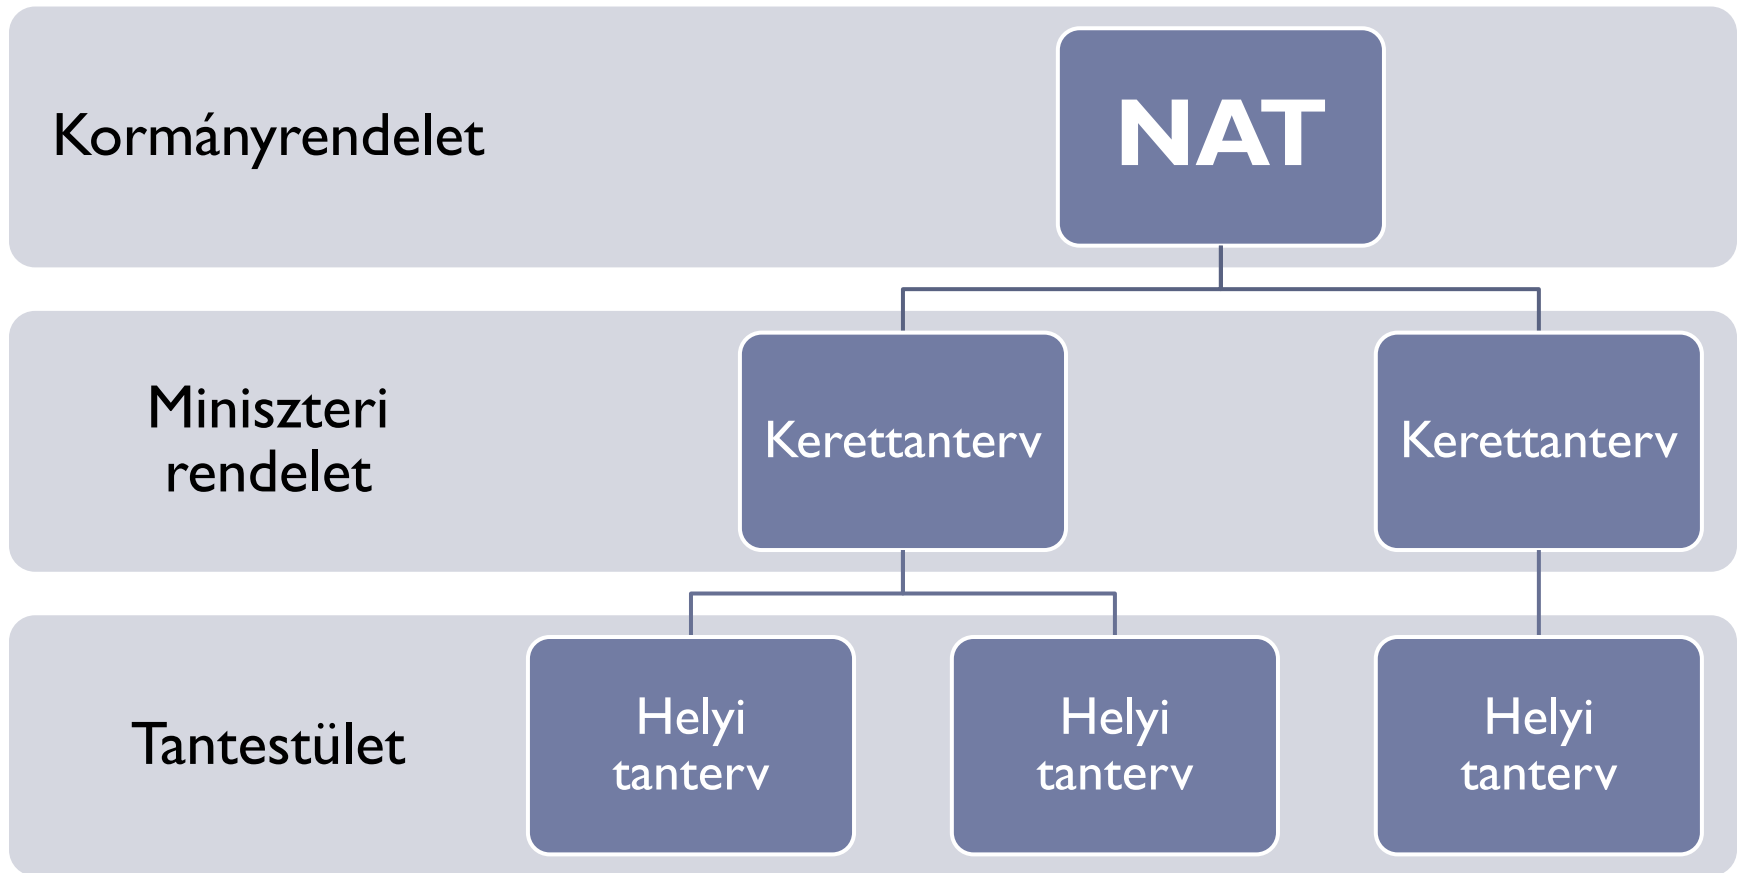 Kormányrendelet
NAT
Miniszteri
rendelet
Kerettanterv
Kerettanterv
Tantestület
Helyi
tanterv
Helyi
tanterv
Helyi
tanterv